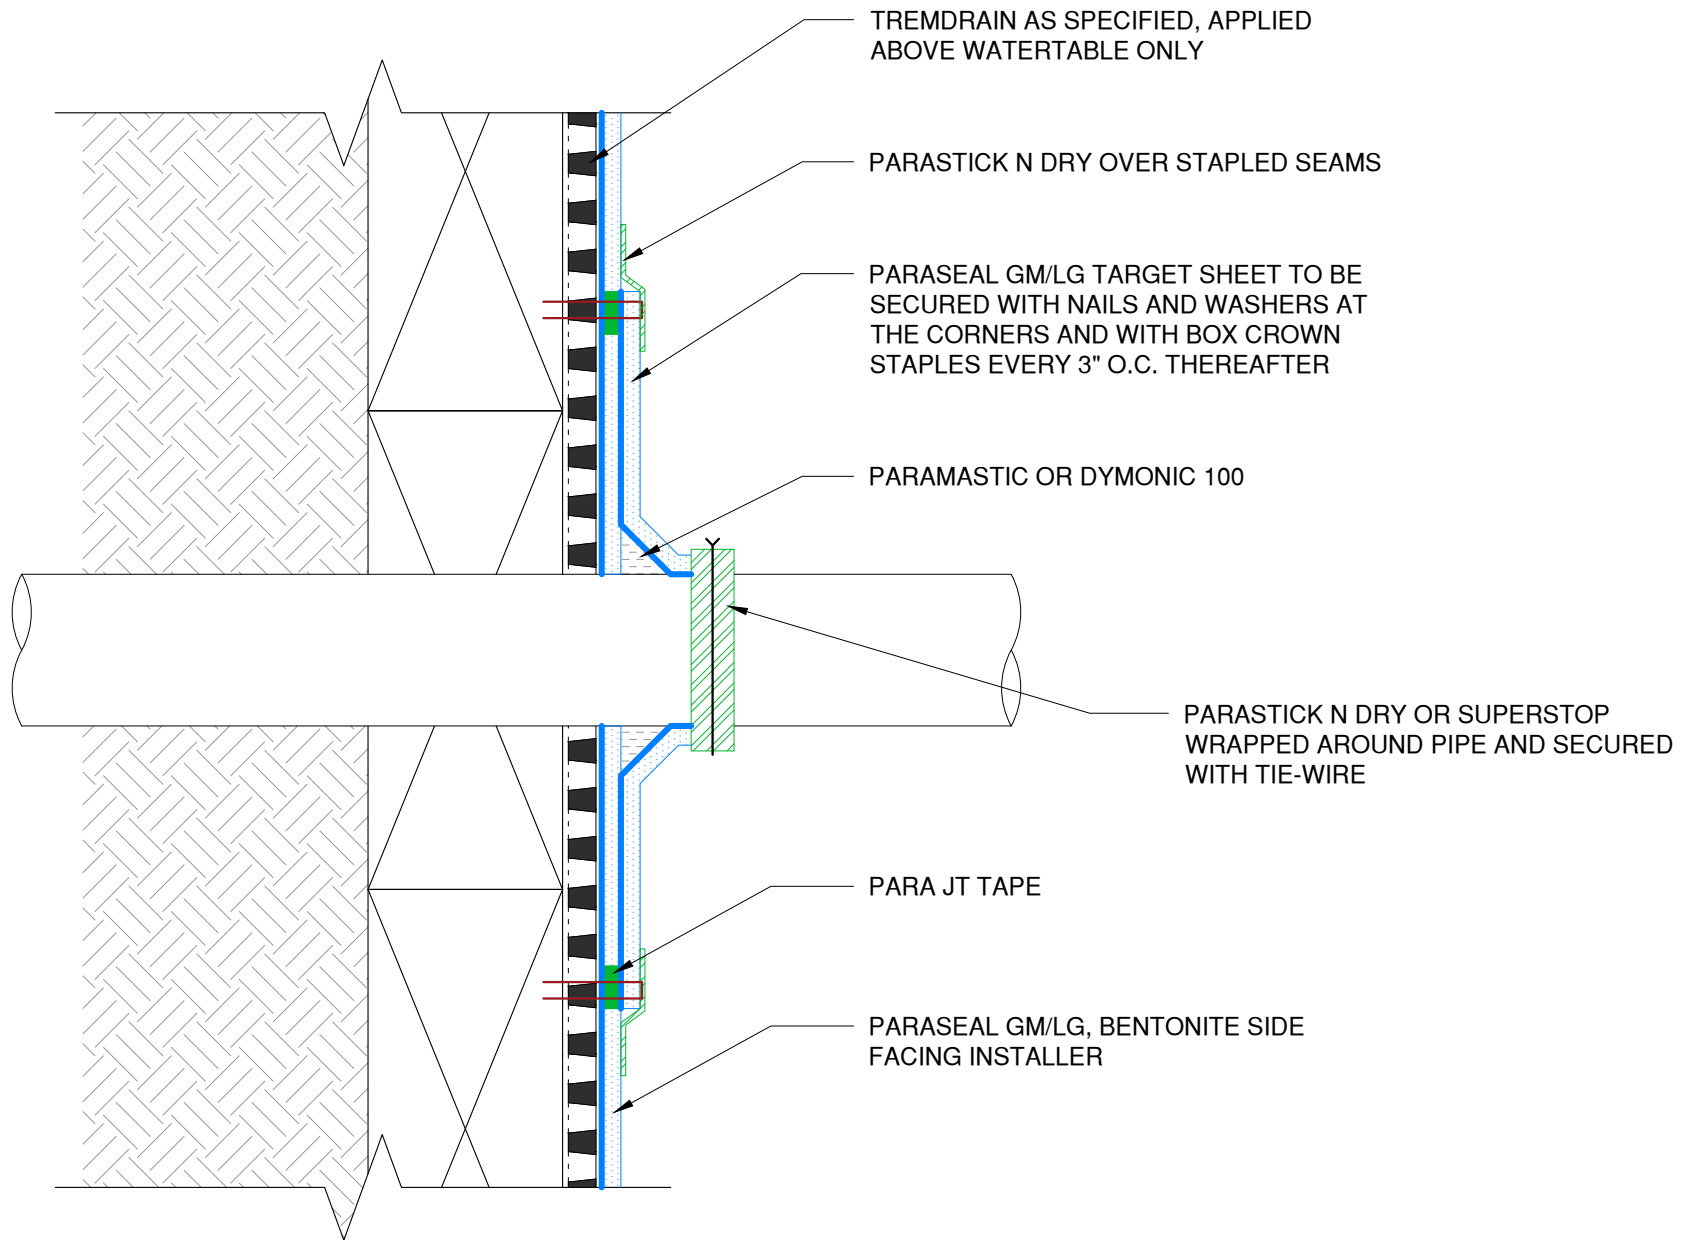 TREMDRAIN AS SPECIFIED, APPLIED
ABOVE WATERTABLE ONLY
PARASTICK N DRY OVER STAPLED SEAMS
PARASEAL GM/LG TARGET SHEET TO BE
SECURED WITH NAILS AND WASHERS AT
THE CORNERS AND WITH BOX CROWN
STAPLES EVERY 3" O.C. THEREAFTER
PARAMASTIC OR DYMONIC 100
PARASTICK N DRY OR SUPERSTOP
WRAPPED AROUND PIPE AND SECURED
WITH TIE-WIRE
PARA JT TAPE
PARASEAL GM/LG, BENTONITE SIDE
FACING INSTALLER